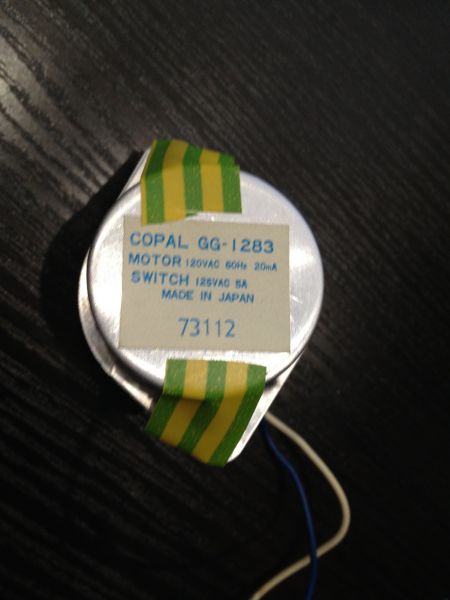 COPAL GG-1283
MOTOR 120VAC 60Hz 20mA
SWITCH 125VAC 5A
MADE IN JAPAN
73112